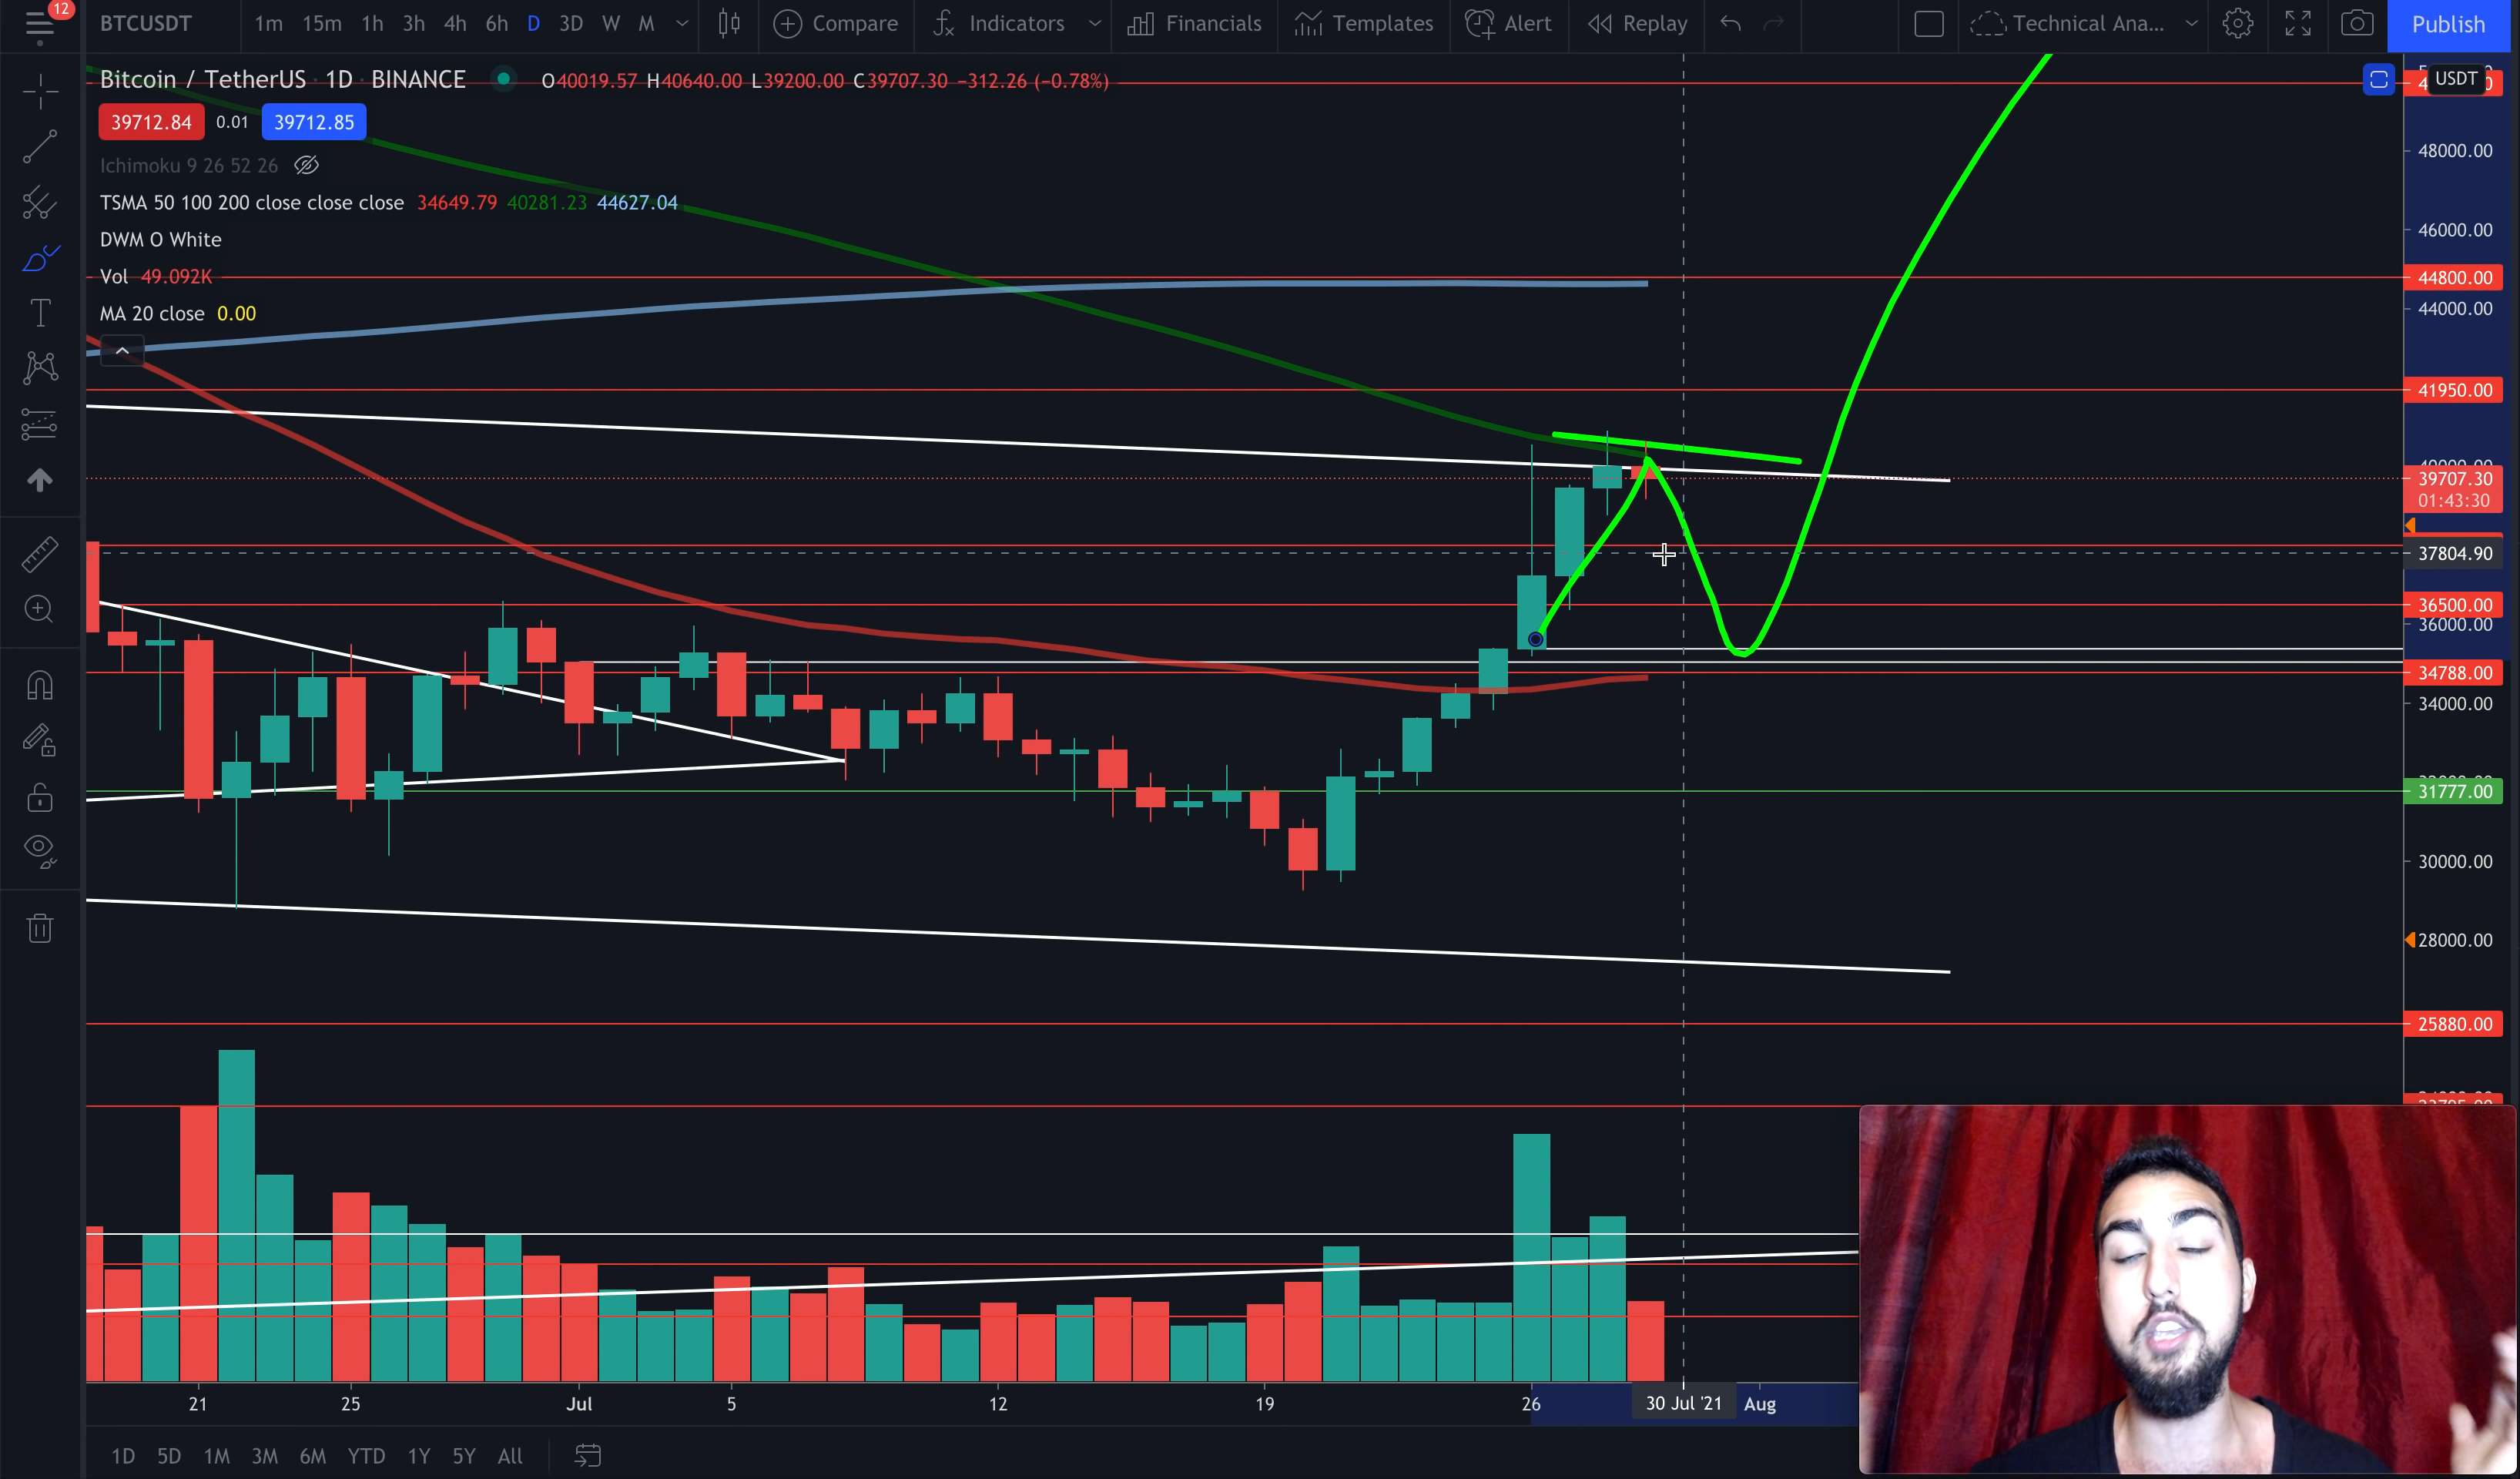 12
BTCUSDT 1m 15m 1h 3h 4h 6h D 3D W M Compare Indicators Financials Templates Alert Replay Technical Ana... Publish
Bitcoin / TetherUS · 1D · BINANCE O40019.57 H40640.00 L39200.00 C39707.30 −312.26 (−0.78%)
USDT
39712.84 0.01 39712.85
48000.00
Ichimoku 9 26 52 26
TSMA 50 100 200 close close close 34649.79 40281.23 44627.04
46000.00
DWM O White
Vol 49.092K
44800.00
MA 20 close 0.00
44000.00
41950.00
39707.30
01:43:30
37804.90
36500.00
36000.00
34788.00
34000.00
31777.00
30000.00
28000.00
25880.00
21 25 Jul 5 12 19 26 30 Jul '21 Aug
1D 5D 1M 3M 6M YTD 1Y 5Y All